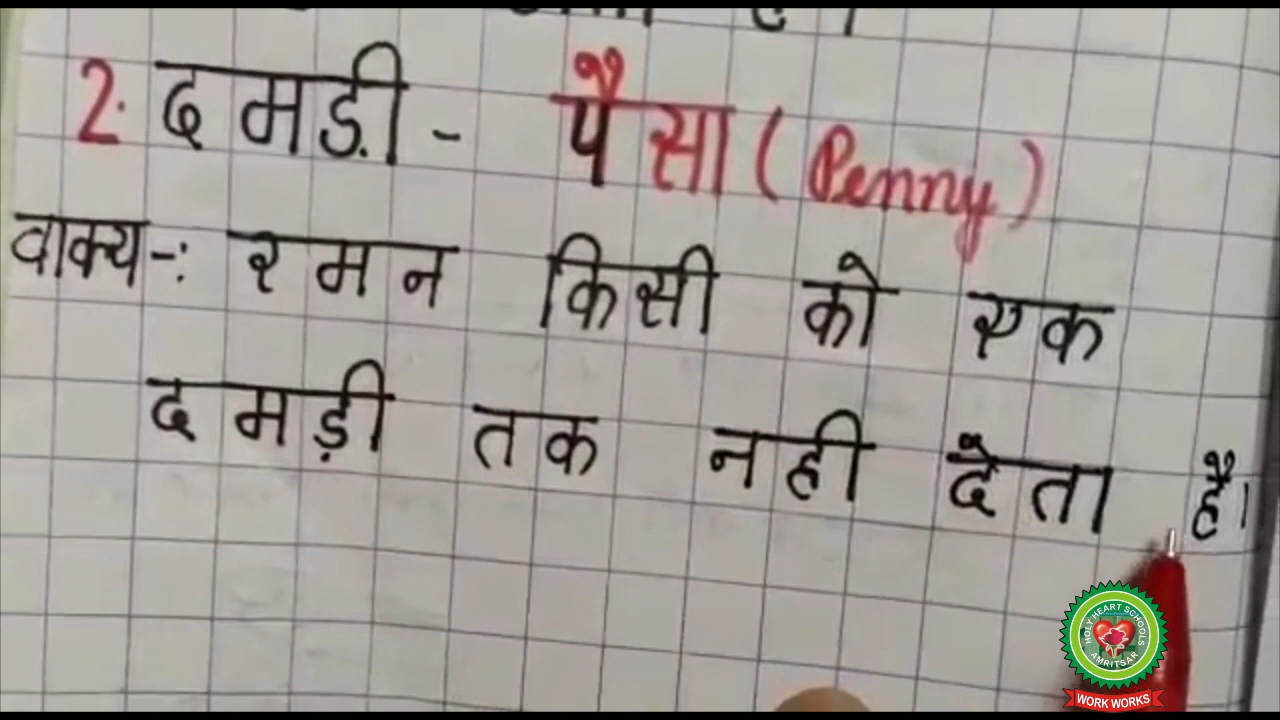 2. दमड़ी - पैसा (Penny)
वाक्य-: रमन किसी को एक
दमड़ी तक नही देता है।
HOLY HEART SCHOOLS
AMRITSAR
WORK WORKS